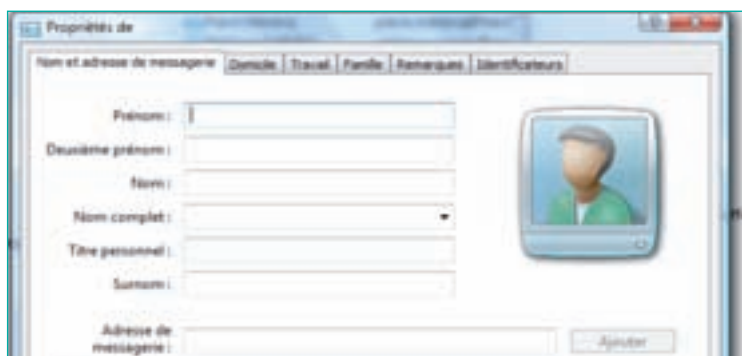 Propriétés de
Nom et adresse de messagerie Domicile Travail Famille Remarques Identificateurs
Prénom :
Deuxième prénom :
Nom :
Nom complet :
Titre personnel :
Surnom :
Adresse de
messagerie :
Ajouter